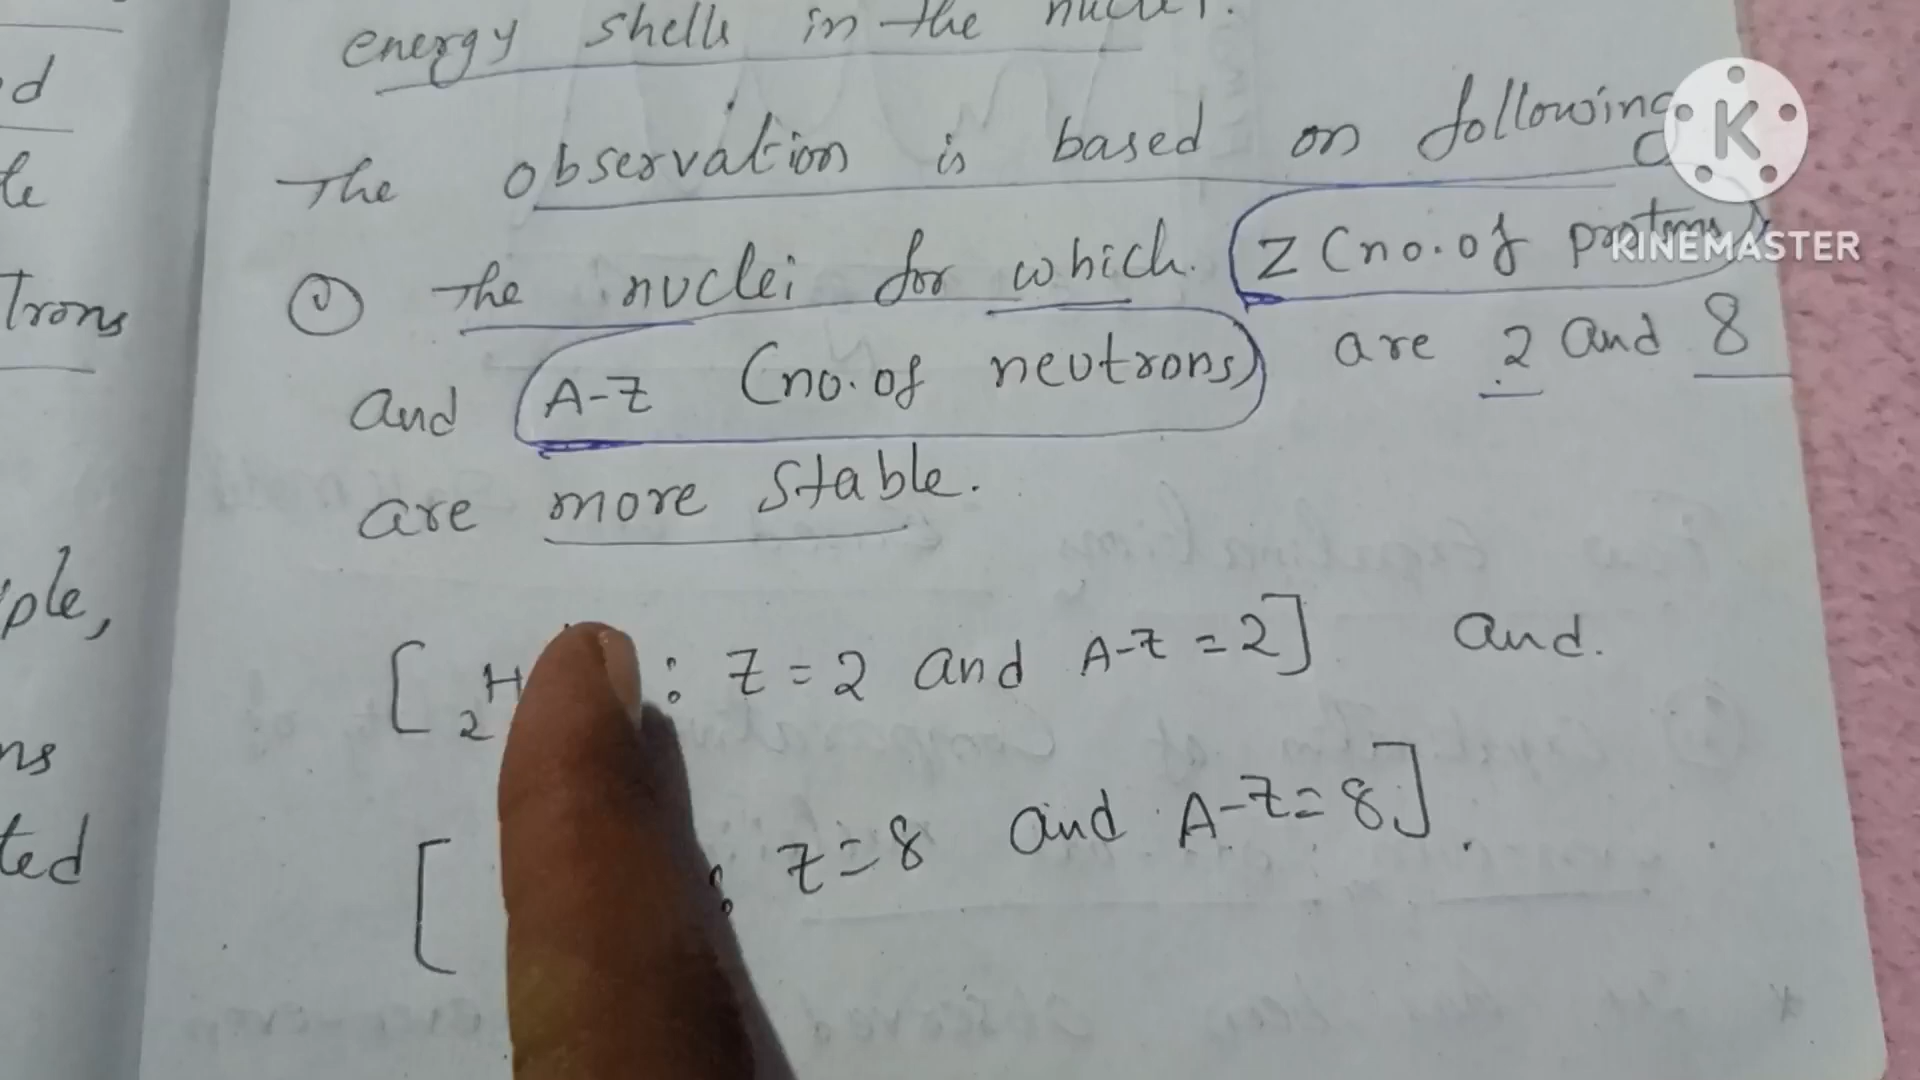 energy shells in the nuclei.
The observation is based on following
① The nuclei for which Z (no. of protons)
and A-Z (no. of neutrons) are 2 and 8
are more stable.
[ 2H : Z = 2 and A-Z = 2] and.
[ : Z = 8 and A-Z = 8].
d
le
trons
ple,
ns
ted
K
KINEMASTER